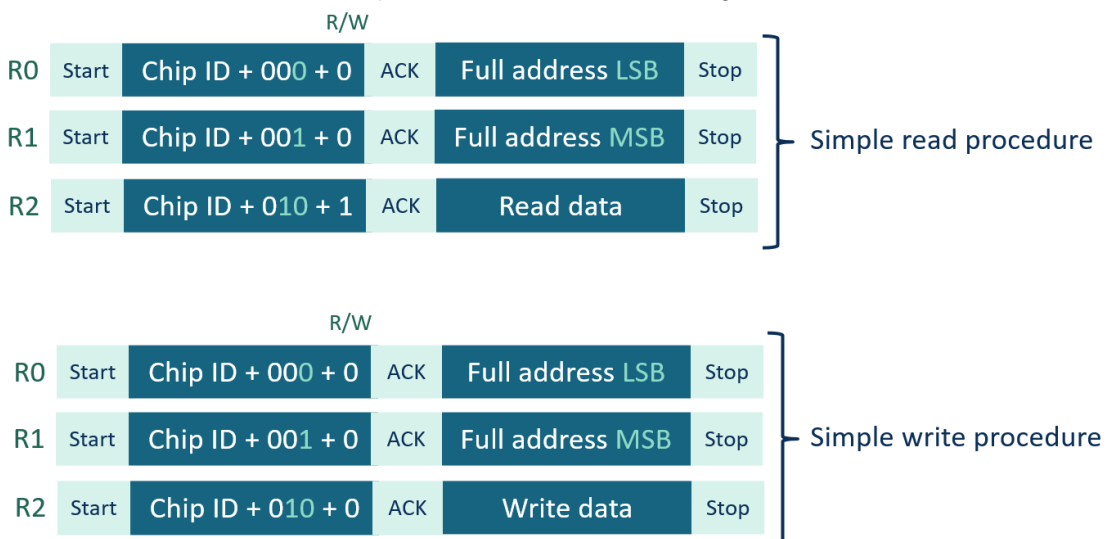 R/W
R0 Start Chip ID + 000 + 0 ACK Full address LSB Stop
R1 Start Chip ID + 001 + 0 ACK Full address MSB Stop
Simple read procedure
R2 Start Chip ID + 010 + 1 ACK Read data Stop
R/W
R0 Start Chip ID + 000 + 0 ACK Full address LSB Stop
R1 Start Chip ID + 001 + 0 ACK Full address MSB Stop
Simple write procedure
R2 Start Chip ID + 010 + 0 ACK Write data Stop